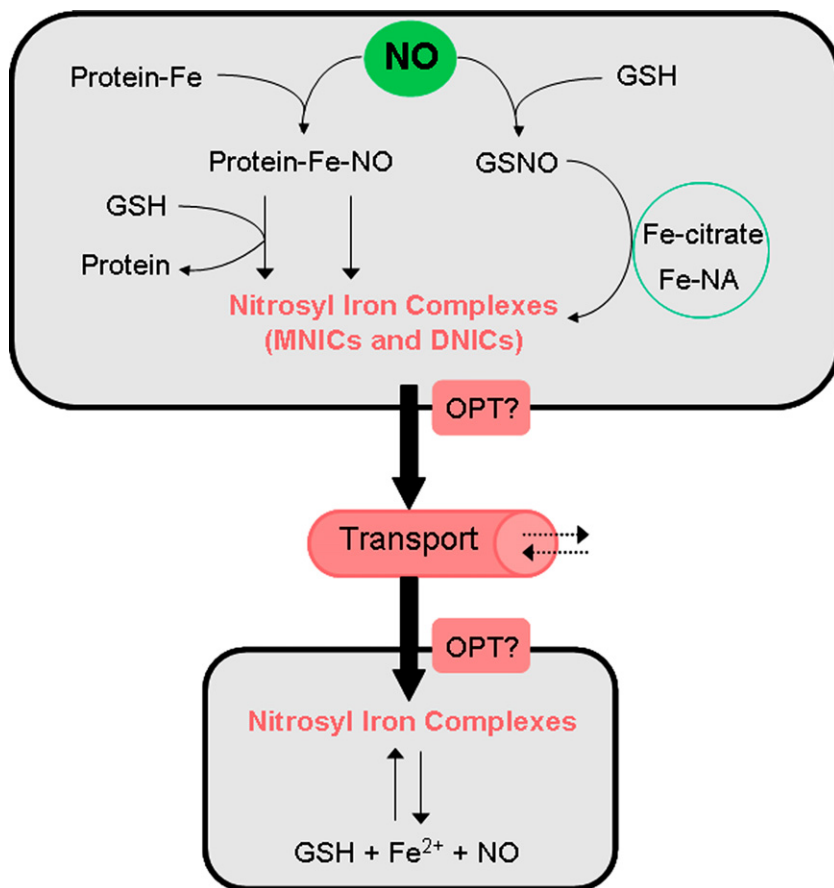 NO
Protein-Fe
GSH
Protein-Fe-NO
GSNO
GSH
Protein
Fe-citrate
Fe-NA
Nitrosyl Iron Complexes
(MNICs and DNICs)
OPT?
Transport
OPT?
Nitrosyl Iron Complexes
GSH + Fe²⁺ + NO